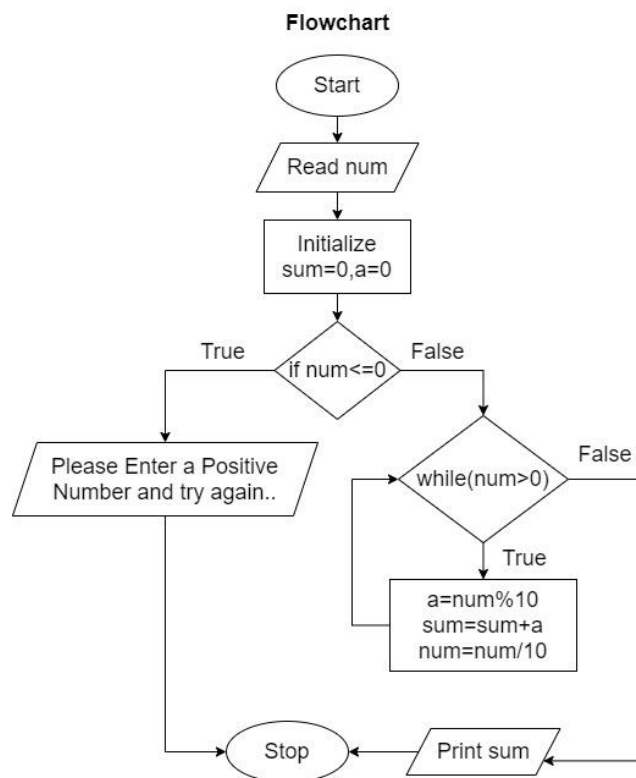 Flowchart
Start
Read num
Initialize
sum=0,a=0
True
False
if num<=0
Please Enter a Positive
Number and try again..
while(num>0)
False
True
a=num%10
sum=sum+a
num=num/10
Stop
Print sum